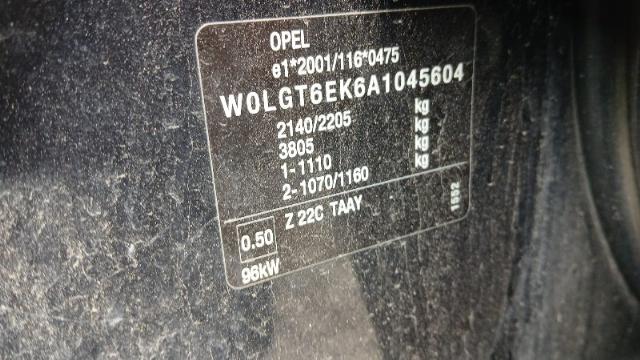 OPEL
e1*2001/116*0475
W0LGT6EK6A1045604
2140/2205 kg
3805 kg
1-1110 kg
2-1070/1160 kg
Z 22C TAAY
0.50
96kW
1552